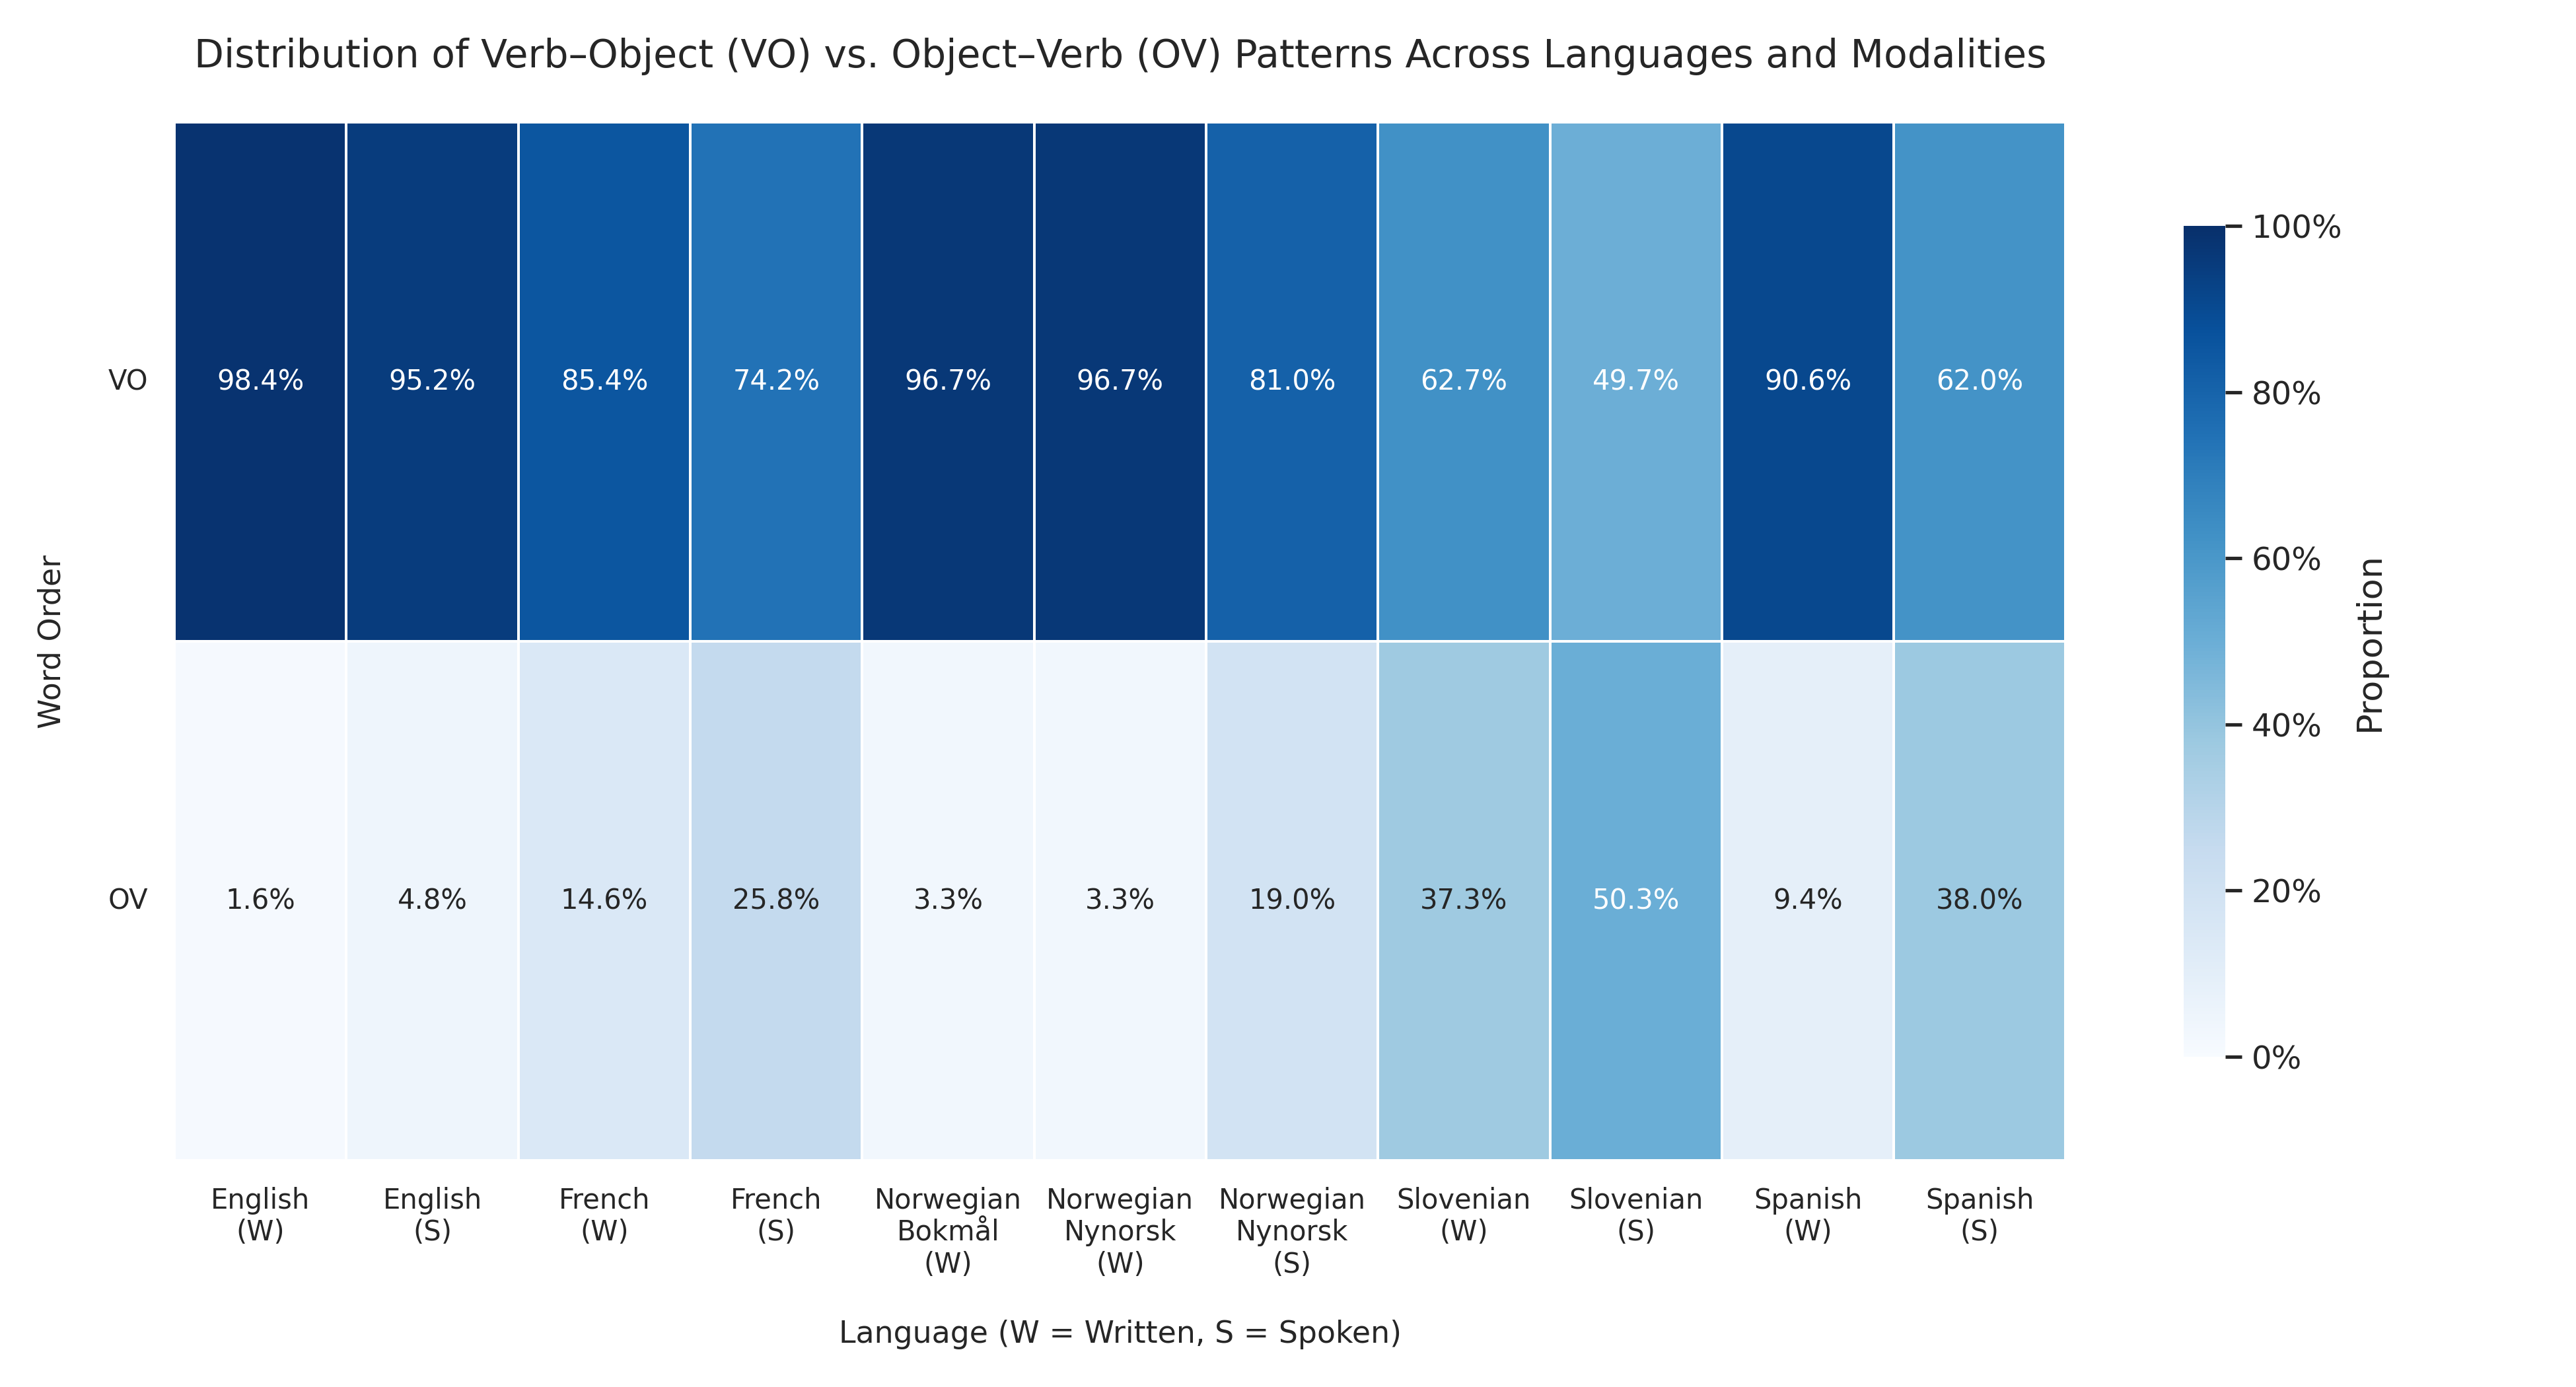 Distribution of Verb–Object (VO) vs. Object–Verb (OV) Patterns Across Languages and Modalities
Word Order
VO
98.4% 95.2% 85.4% 74.2% 96.7% 96.7% 81.0% 62.7% 49.7% 90.6% 62.0%
OV
1.6% 4.8% 14.6% 25.8% 3.3% 3.3% 19.0% 37.3% 50.3% 9.4% 38.0%
English
(W)
English
(S)
French
(W)
French
(S)
Norwegian
Bokmål
(W)
Norwegian
Nynorsk
(W)
Norwegian
Nynorsk
(S)
Slovenian
(W)
Slovenian
(S)
Spanish
(W)
Spanish
(S)
Language (W = Written, S = Spoken)
100%
80%
60%
40%
20%
0%
Proportion